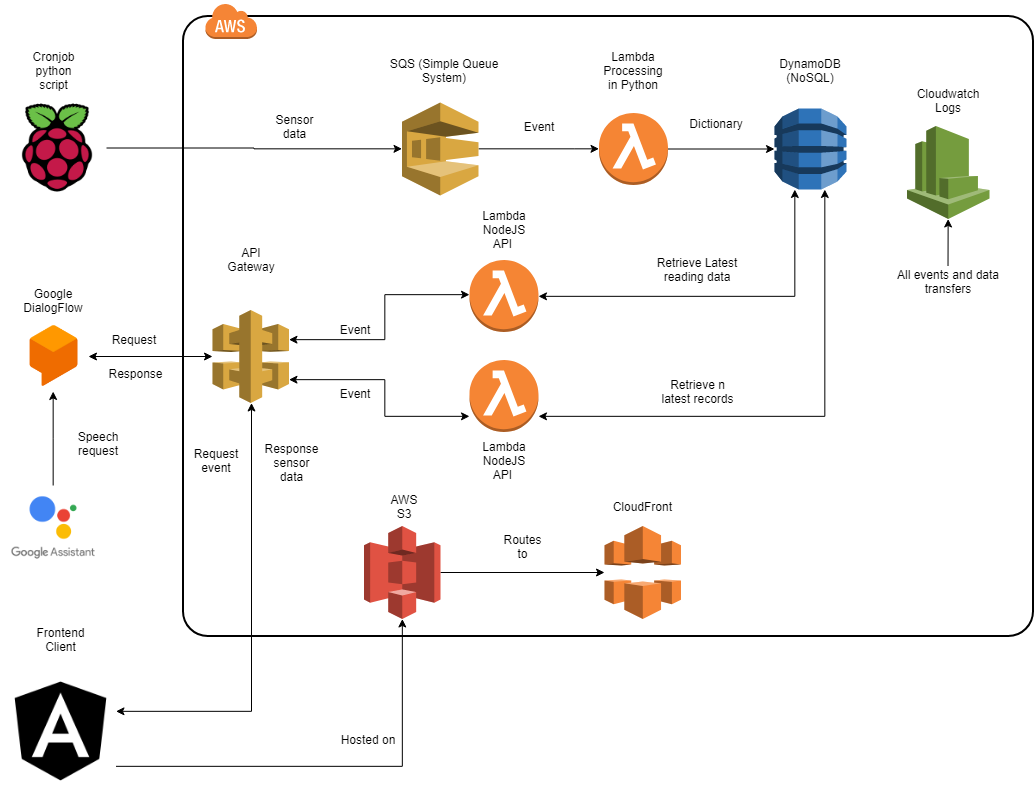 AWS
Cronjob
python
script
Sensor
data
SQS (Simple Queue
System)
Event
Lambda
Processing
in Python
Dictionary
DynamoDB
(NoSQL)
Cloudwatch
Logs
All events and data
transfers
Lambda
NodeJS
API
Retrieve Latest
reading data
API
Gateway
Event
Google
DialogFlow
Request
Response
Event
Retrieve n
latest records
Lambda
NodeJS
API
Speech
request
Request
event
Response
sensor
data
Google Assistant
AWS
S3
Routes
to
CloudFront
Frontend
Client
A
Hosted on